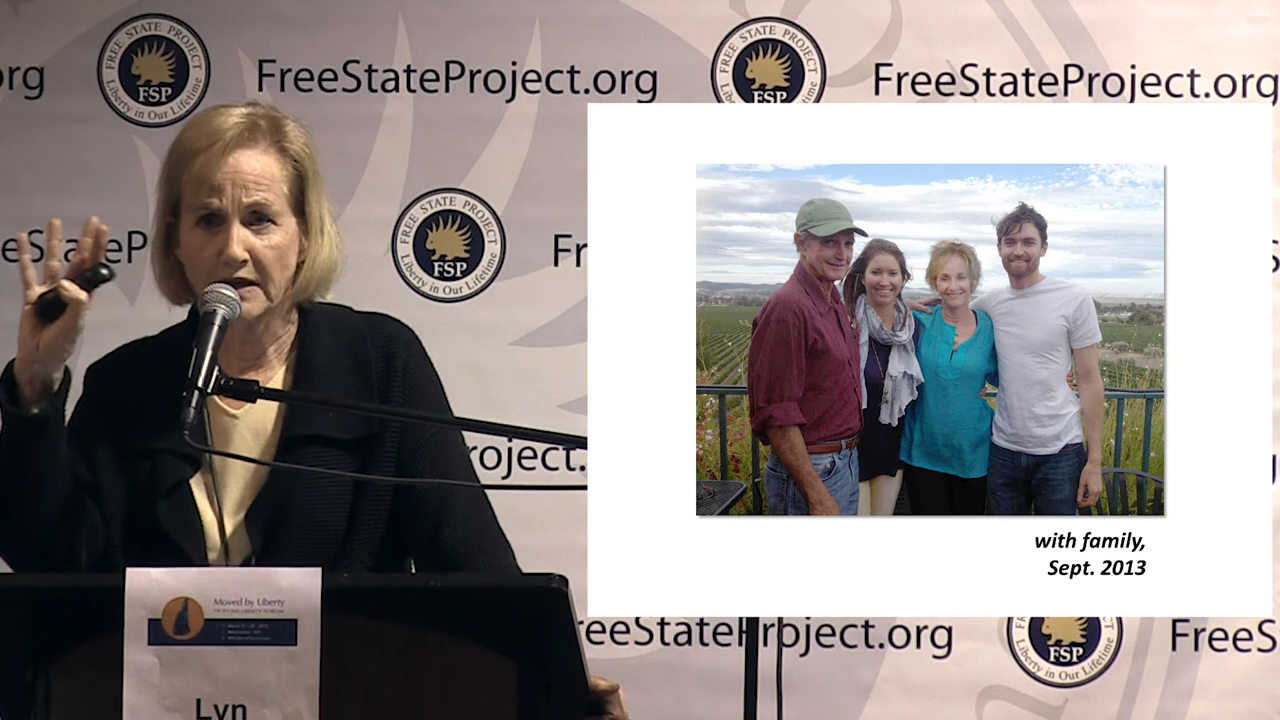 org
FREE STATE PROJECT
FSP
Liberty in Our Lifetime
FreeStateProject.org
FREE STATE PROJECT
FSP
FreeStateProject.org
eStateP
FREE STATE PROJECT
FSP
Liberty in Our Lifetime
Fr
roject.
with family,
Sept. 2013
Moved by Liberty
Lyn
reeStateProject.org
FSP
Liberty in Our Lifetime
FreeS